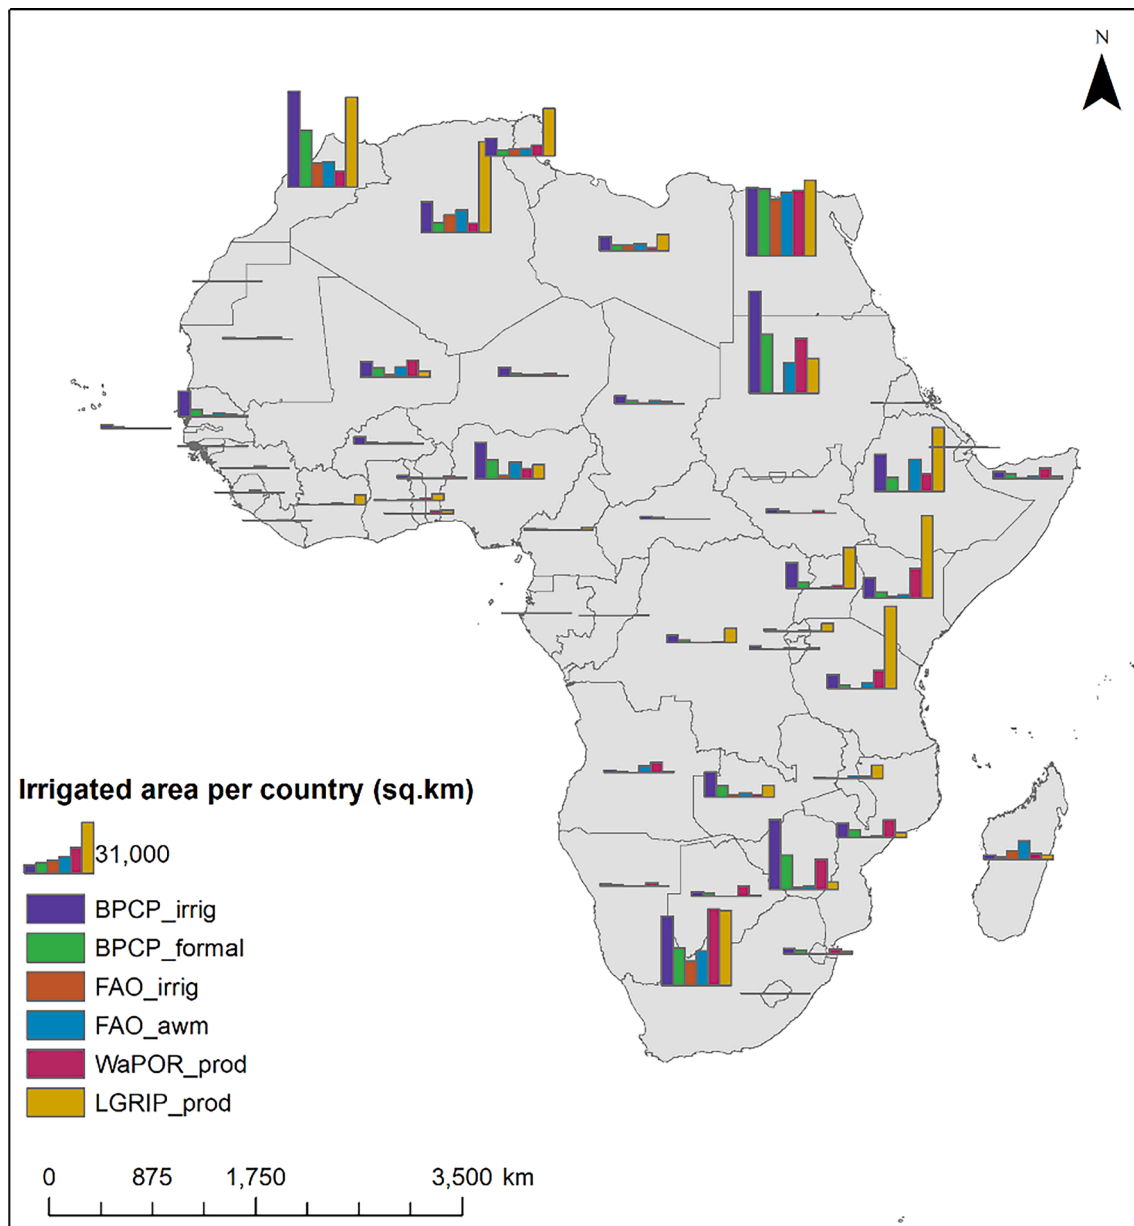 N
Irrigated area per country (sq.km)
31,000
BPCP_irrig
BPCP_formal
FAO_irrig
FAO_awm
WaPOR_prod
LGRIP_prod
0 875 1,750 3,500 km